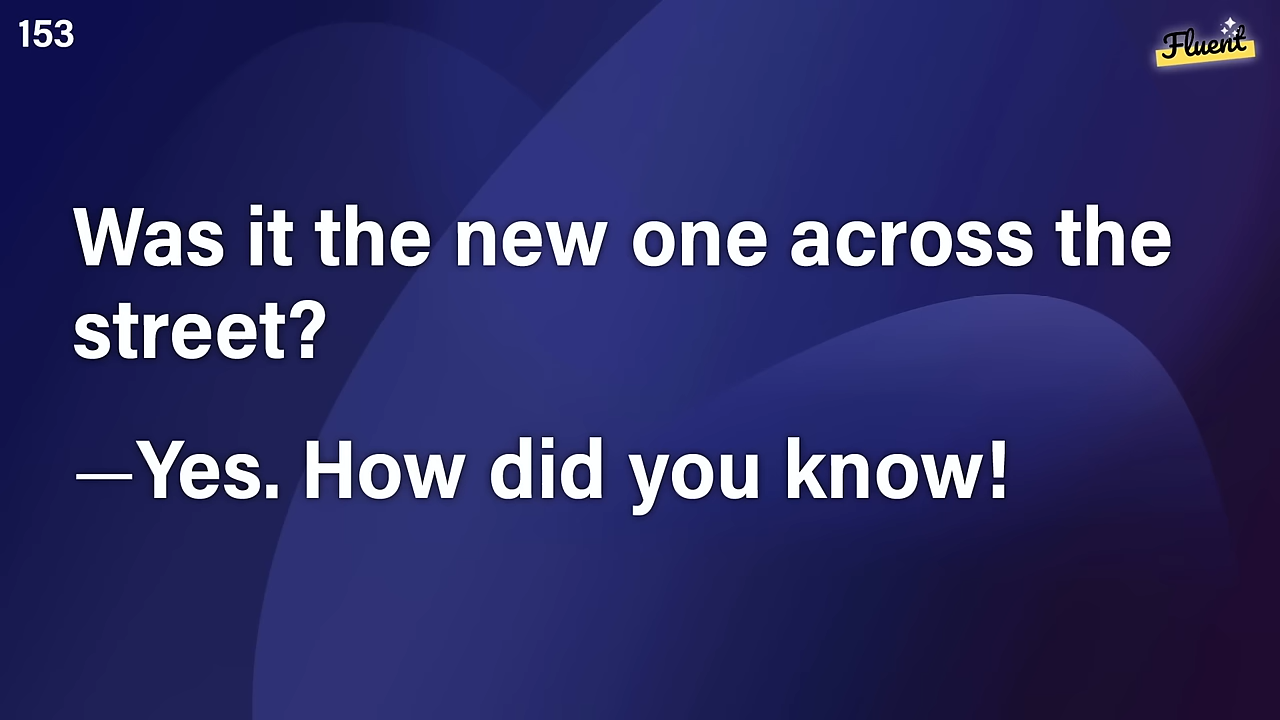 153
Fluent
Was it the new one across the
street?
—Yes. How did you know!